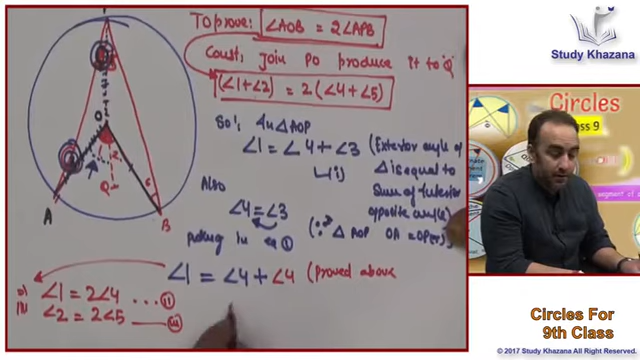 To prove: ∠AOB = 2∠APB
Const: Join PO produce it to 'Q'
(∠1+∠2) = 2(∠4+∠5)
Sol: In △AOP
∠1 = ∠4+∠3 (Exterior angle of
△ is equal to
Sum of interior
opposite angle)
Also
∠4=∠3
(∵ △AOP OA=OP
putting in eq ①
∠1 = ∠4+∠4 (proved above
∠1 = 2∠4 ... ⅱ
∠2 = 2∠5 — ⅲ
O
Q
A
B
Study Khazana
Circles
Class 9
segment of
Circles For
9th Class
© 2017 Study Khazana. All Right Reserved.